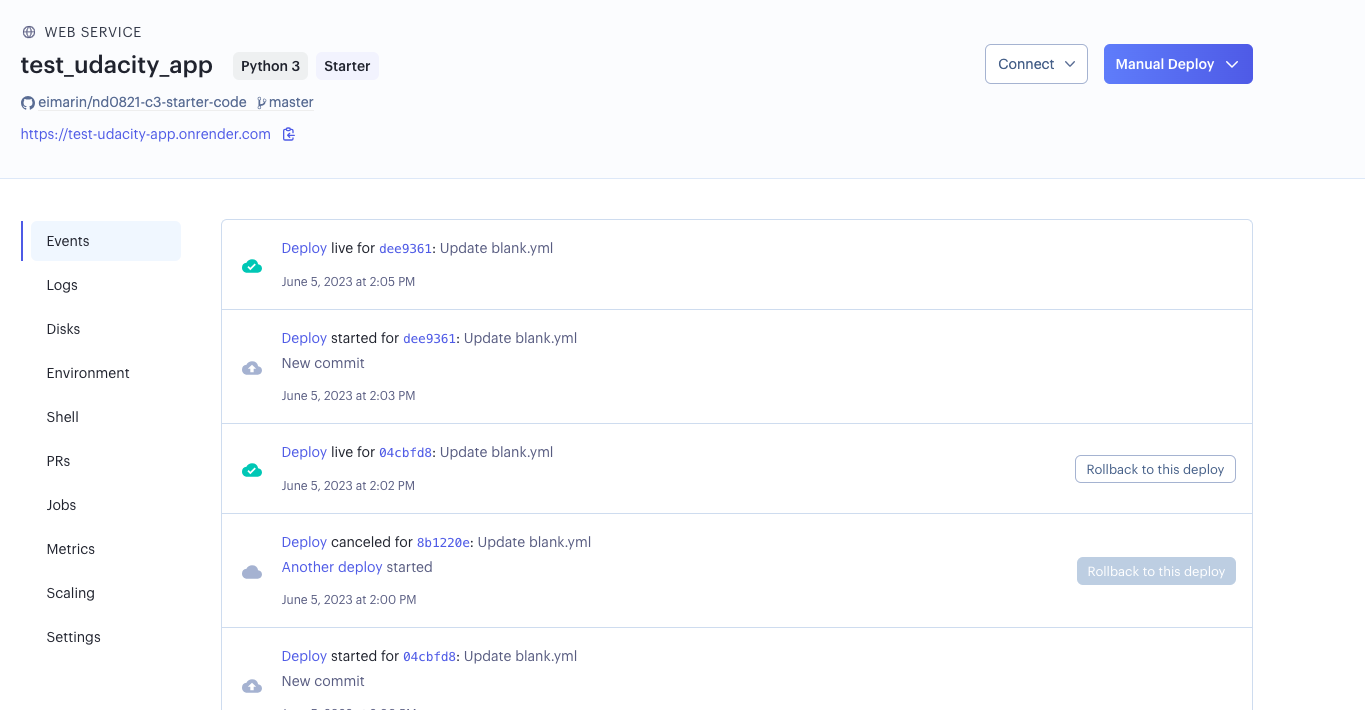 WEB SERVICE
test_udacity_app Python 3 Starter
Connect
Manual Deploy
eimarin/nd0821-c3-starter-code master
https://test-udacity-app.onrender.com
Events
Logs
Disks
Environment
Shell
PRs
Jobs
Metrics
Scaling
Settings
Deploy live for dee9361: Update blank.yml
June 5, 2023 at 2:05 PM
Deploy started for dee9361: Update blank.yml
New commit
June 5, 2023 at 2:03 PM
Deploy live for 04cbfd8: Update blank.yml
June 5, 2023 at 2:02 PM
Rollback to this deploy
Deploy canceled for 8b1220e: Update blank.yml
Another deploy started
June 5, 2023 at 2:00 PM
Rollback to this deploy
Deploy started for 04cbfd8: Update blank.yml
New commit